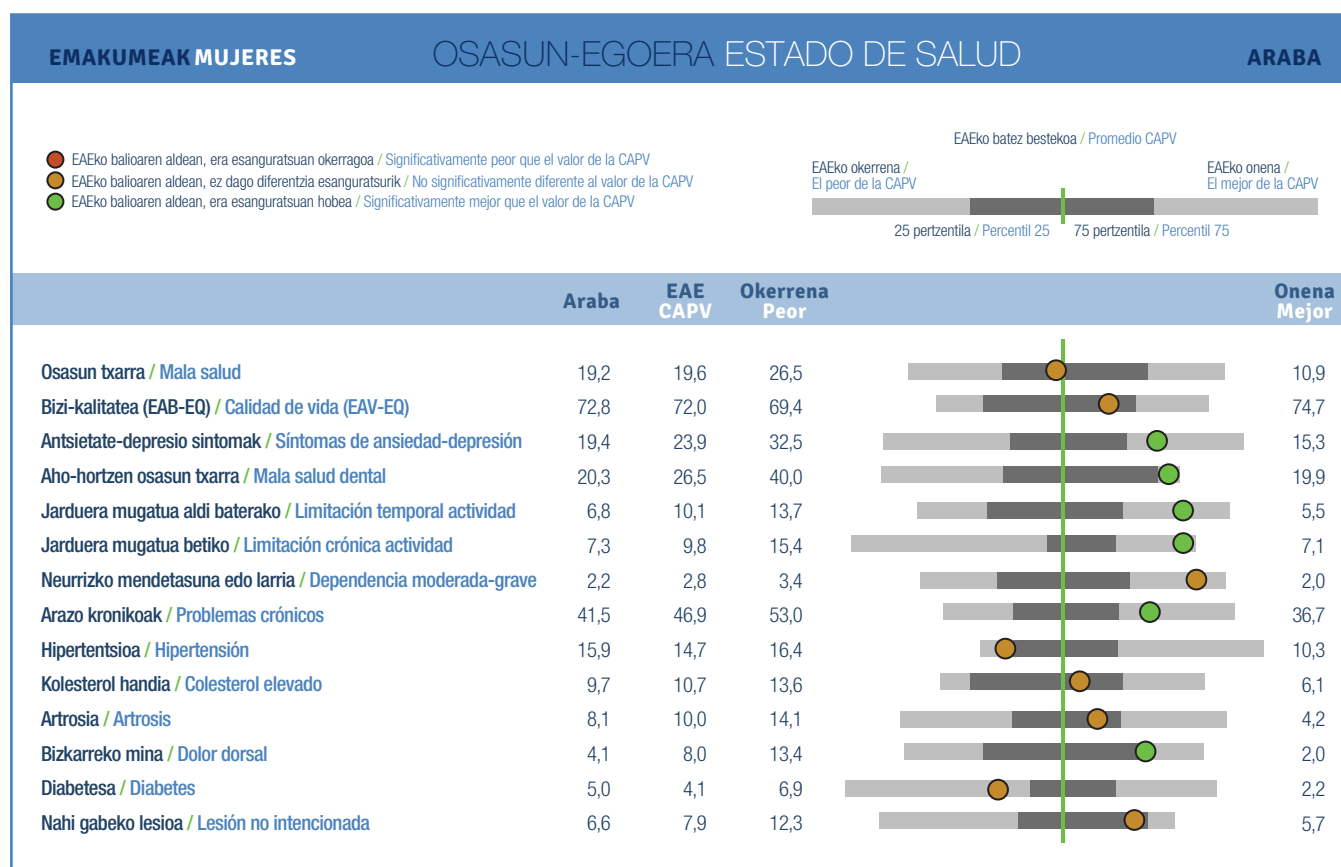 EMAKUMEAK MUJERES OSASUN-EGOERA ESTADO DE SALUD ARABA
EAEko balioaren aldean, era esanguratsuan okerragoa / Significativamente peor que el valor de la CAPV
EAEko balioaren aldean, ez dago diferentzia esanguratsurik / No significativamente diferente al valor de la CAPV
EAEko balioaren aldean, era esanguratsuan hobea / Significativamente mejor que el valor de la CAPV
EAEko batez bestekoa / Promedio CAPV
EAEko okerrena /
El peor de la CAPV
EAEko onena /
El mejor de la CAPV
25 pertzentila / Percentil 25 75 pertzentila / Percentil 75
Araba EAE Okerrena Onena
CAPV Peor Mejor
Osasun txarra / Mala salud 19,2 19,6 26,5 10,9
Bizi-kalitatea (EAB-EQ) / Calidad de vida (EAV-EQ) 72,8 72,0 69,4 74,7
Antsietate-depresio sintomak / Síntomas de ansiedad-depresión 19,4 23,9 32,5 15,3
Aho-hortzen osasun txarra / Mala salud dental 20,3 26,5 40,0 19,9
Jarduera mugatua aldi baterako / Limitación temporal actividad 6,8 10,1 13,7 5,5
Jarduera mugatua betiko / Limitación crónica actividad 7,3 9,8 15,4 7,1
Neurrizko mendetasuna edo larria / Dependencia moderada-grave 2,2 2,8 3,4 2,0
Arazo kronikoak / Problemas crónicos 41,5 46,9 53,0 36,7
Hipertentsioa / Hipertensión 15,9 14,7 16,4 10,3
Kolesterol handia / Colesterol elevado 9,7 10,7 13,6 6,1
Artrosia / Artrosis 8,1 10,0 14,1 4,2
Bizkarreko mina / Dolor dorsal 4,1 8,0 13,4 2,0
Diabetesa / Diabetes 5,0 4,1 6,9 2,2
Nahi gabeko lesioa / Lesión no intencionada 6,6 7,9 12,3 5,7